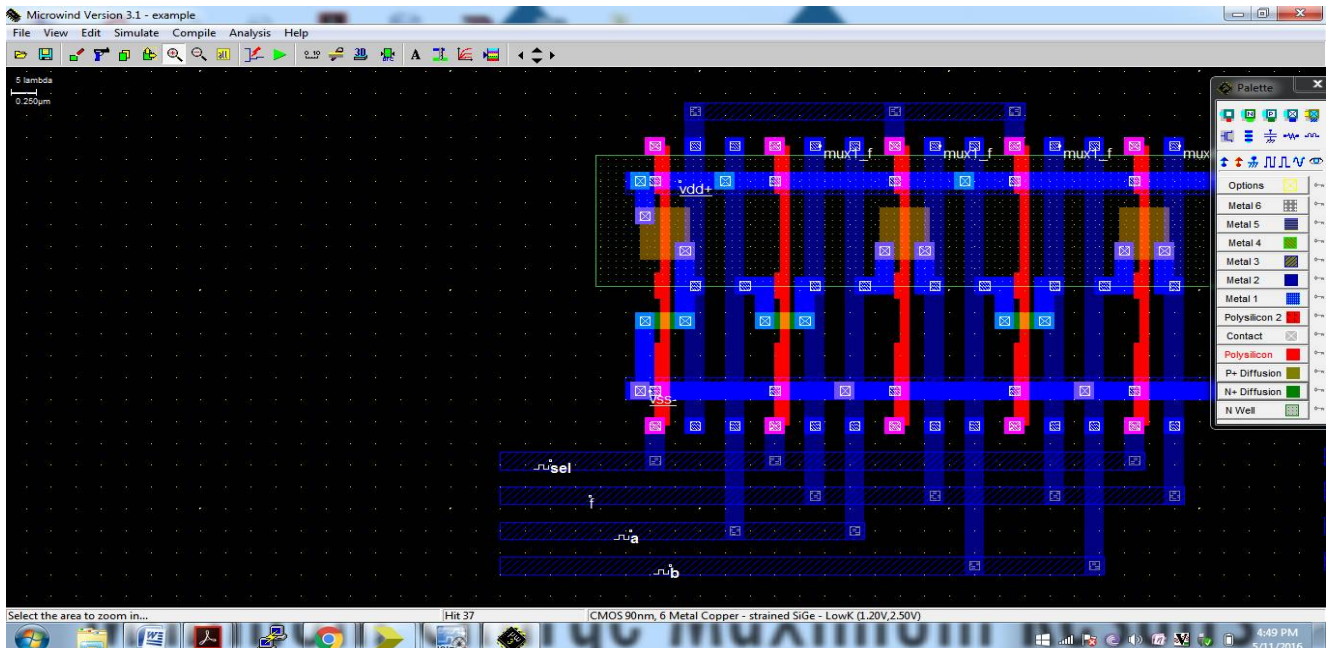 Microwind Version 3.1 - example
File View Edit Simulate Compile Analysis Help
5 lambda
0.250µm
Palette
Options
Metal 6
Metal 5
Metal 4
Metal 3
Metal 2
Metal 1
Polysilicon 2
Contact
Polysilicon
P+ Diffusion
N+ Diffusion
N Well
mux1_f mux1_f mux1_f mux
vdd+
vss-
sel
f
a
b
Select the area to zoom in... Hit 37 CMOS 90nm, 6 Metal Copper - strained SiGe - LowK (1.20V,2.50V)
4:49 PM
5/11/2016